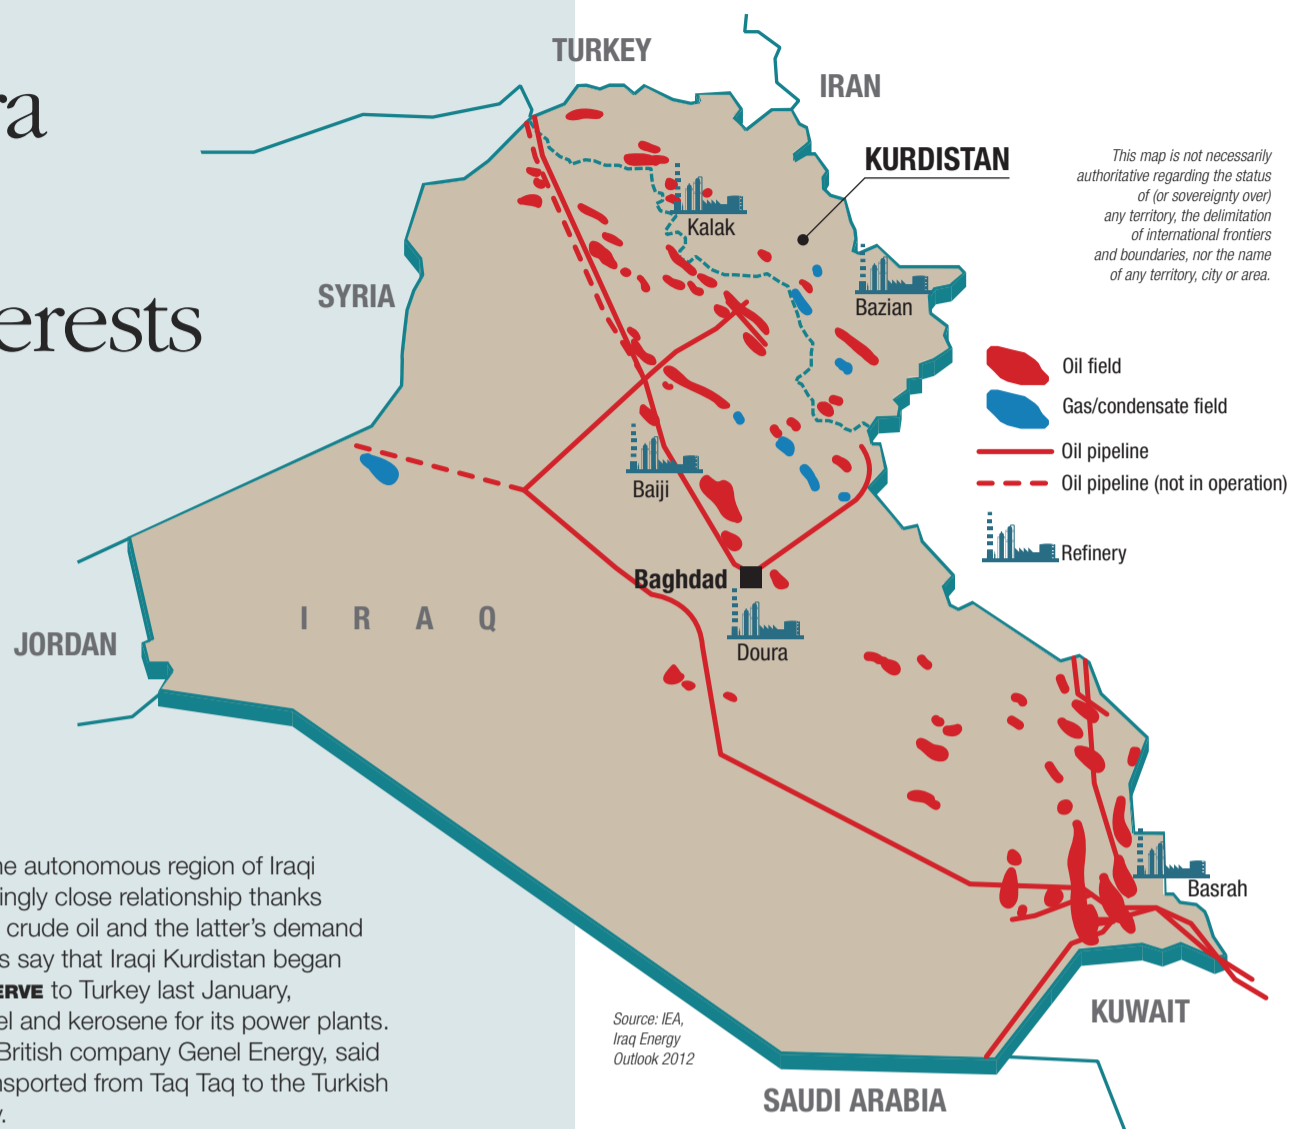 ra
erests
TURKEY
IRAN
KURDISTAN
This map is not necessarily
authoritative regarding the status
of (or sovereignty over)
any territory, the delimitation
of international frontiers
and boundaries, nor the name
of any territory, city or area.
Kalak
SYRIA
Bazian
Oil field
Gas/condensate field
Oil pipeline
Oil pipeline (not in operation)
Refinery
Baiji
Baghdad
IRAQ
JORDAN
Doura
Basrah
KUWAIT
Source: IEA,
Iraq Energy
Outlook 2012
SAUDI ARABIA
ne autonomous region of Iraqi
ingly close relationship thanks
crude oil and the latter’s demand
s say that Iraqi Kurdistan began
ERVE to Turkey last January,
el and kerosene for its power plants.
British company Genel Energy, said
nsported from Taq Taq to the Turkish